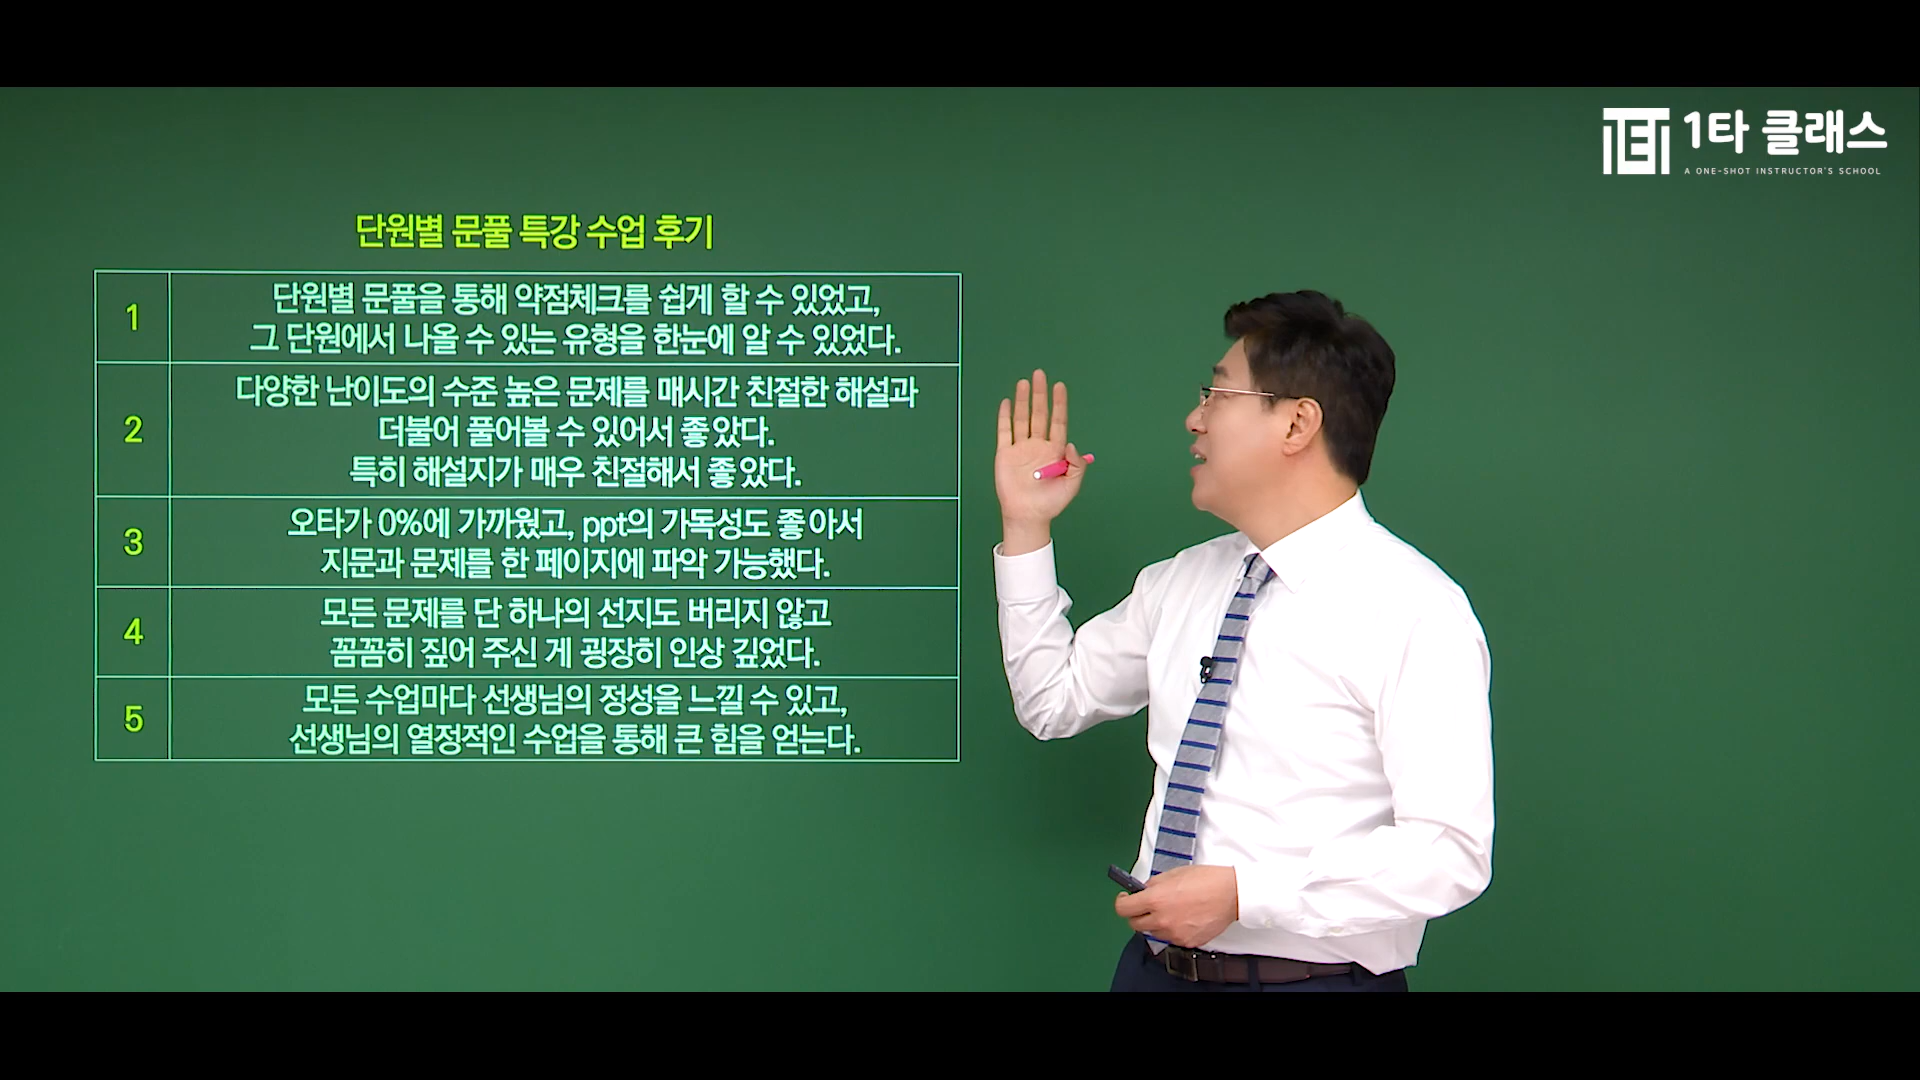 1타 클래스
A ONE-SHOT INSTRUCTOR'S SCHOOL
단원별 문풀 특강 수업 후기
1
단원별 문풀을 통해 약점체크를 쉽게 할 수 있었고,
그 단원에서 나올 수 있는 유형을 한눈에 알 수 있었다.
2
다양한 난이도의 수준 높은 문제를 매시간 친절한 해설과
더불어 풀어볼 수 있어서 좋았다.
특히 해설지가 매우 친절해서 좋았다.
3
오타가 0%에 가까웠고, ppt의 가독성도 좋아서
지문과 문제를 한 페이지에 파악 가능했다.
4
모든 문제를 단 하나의 선지도 버리지 않고
꼼꼼히 짚어 주신 게 굉장히 인상 깊었다.
5
모든 수업마다 선생님의 정성을 느낄 수 있고,
선생님의 열정적인 수업을 통해 큰 힘을 얻는다.